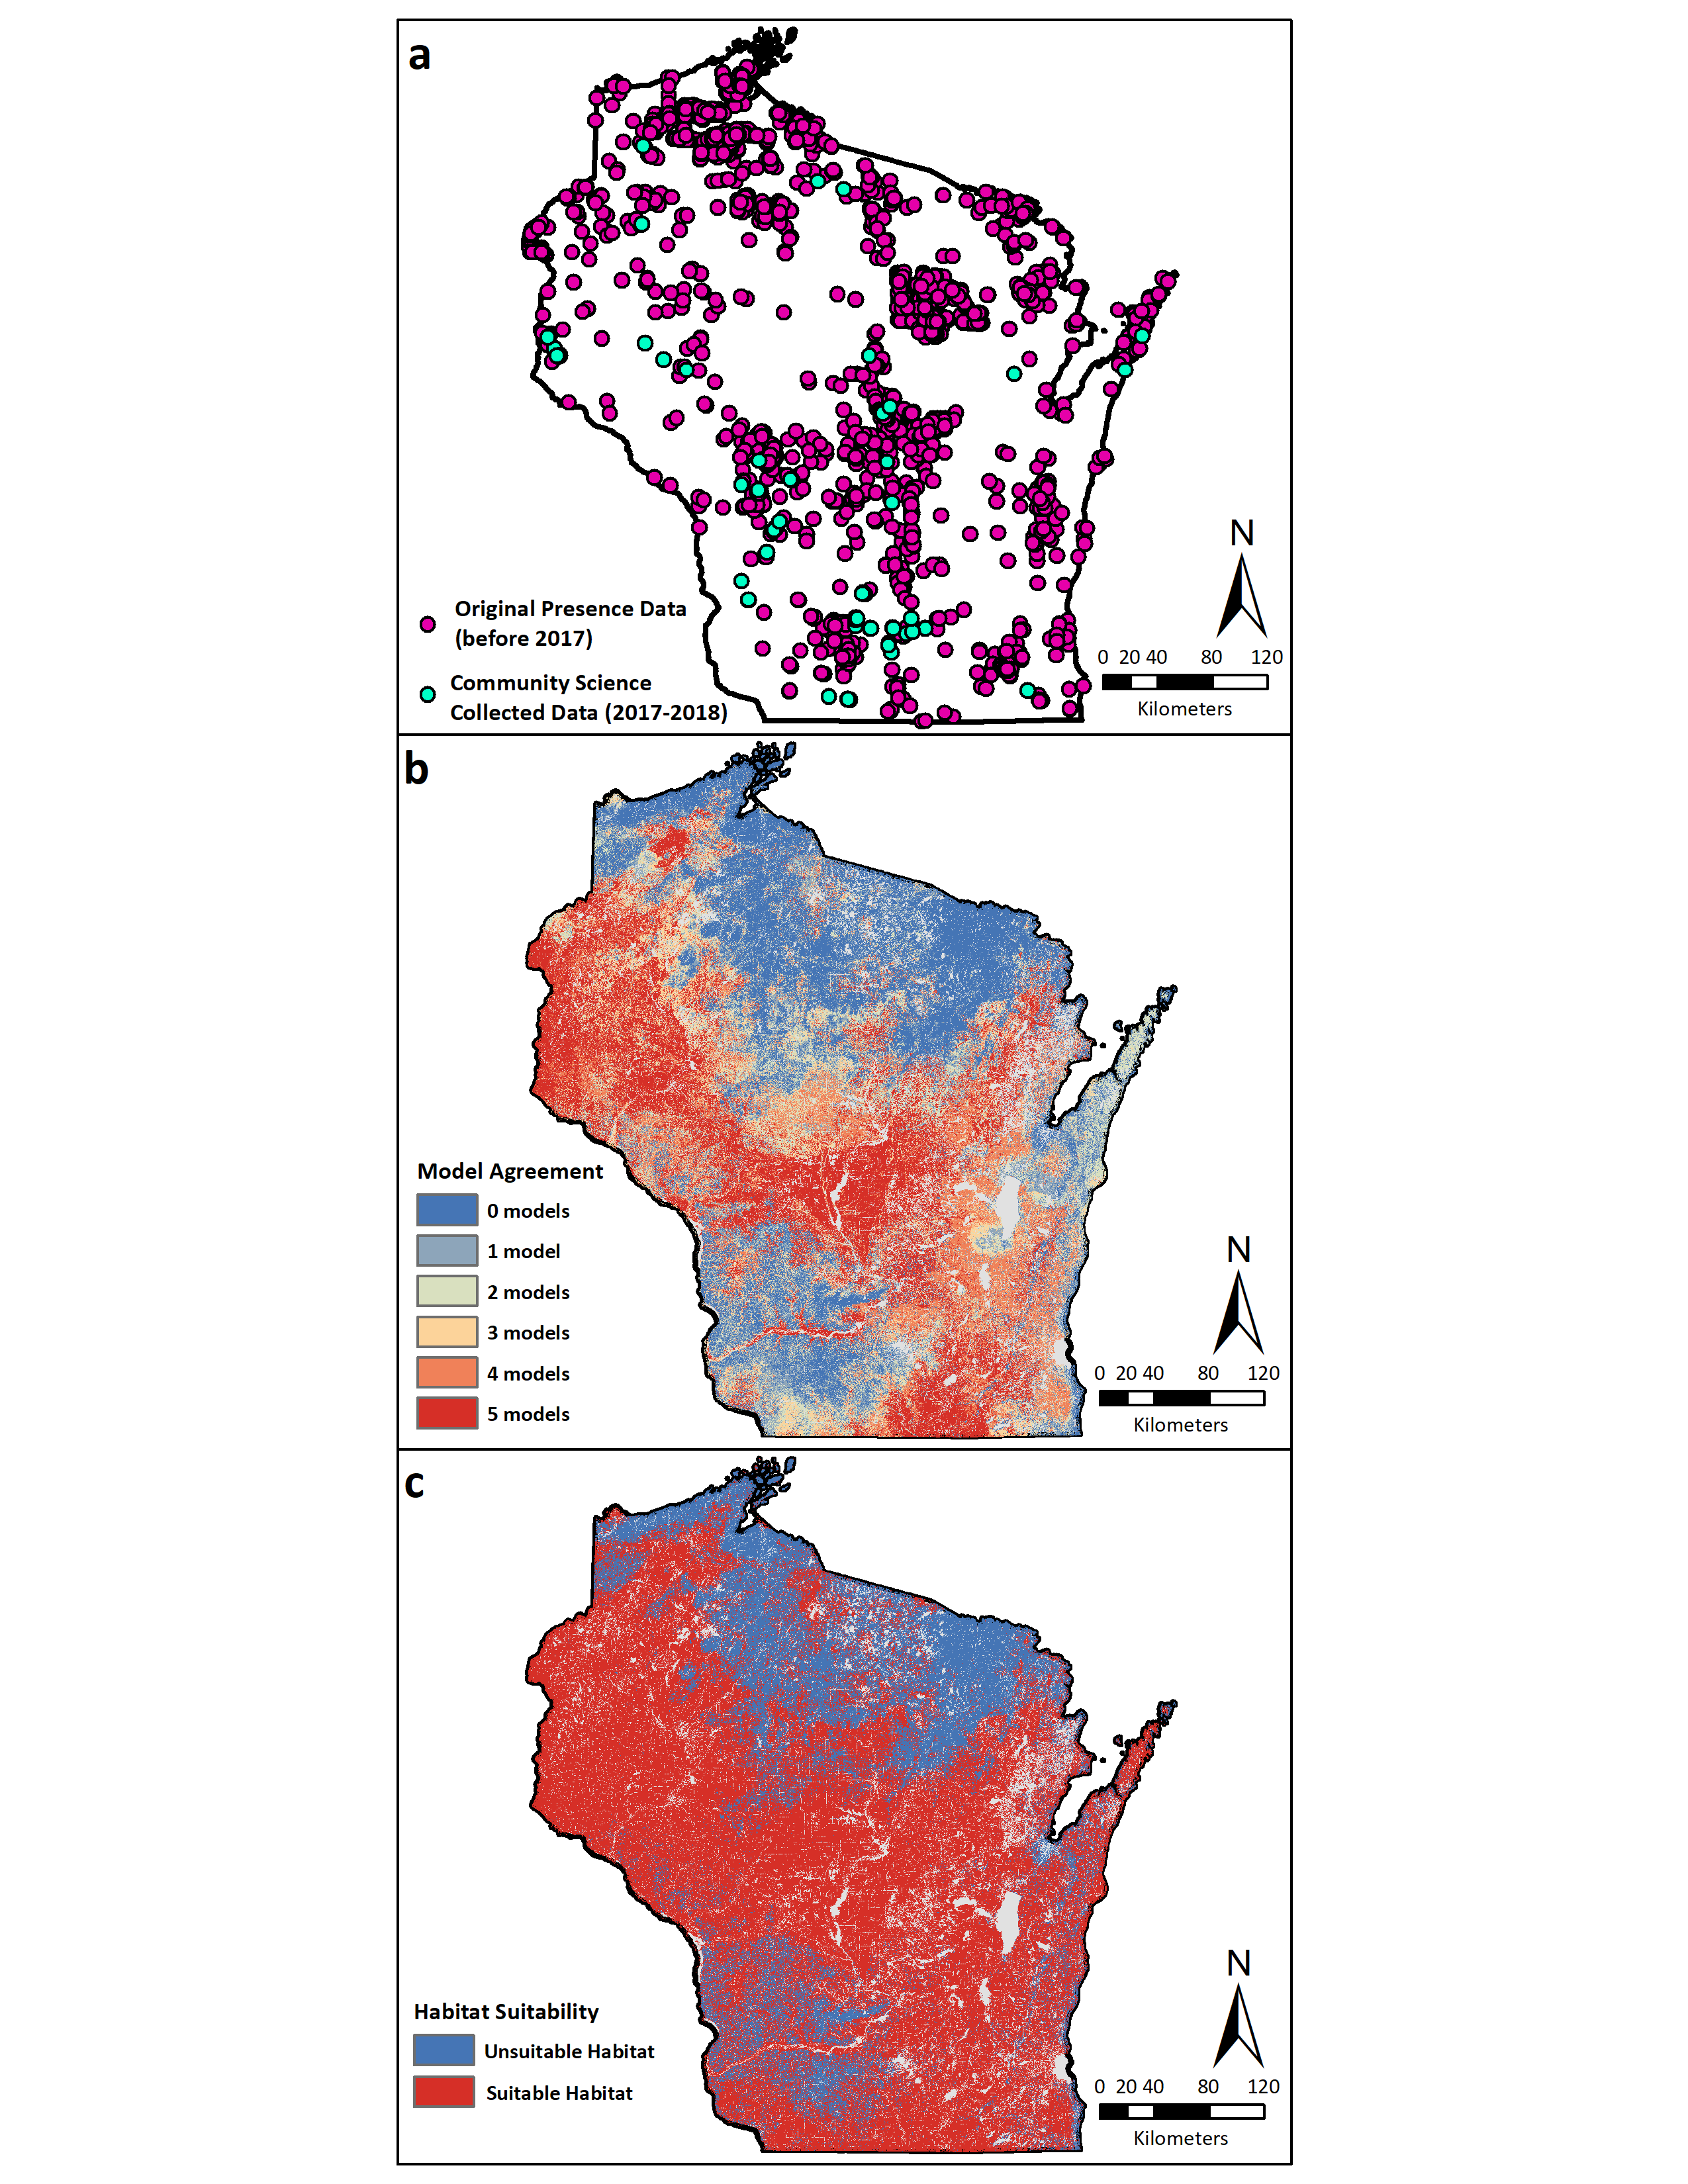 a
N
0 20 40 80 120
Kilometers
Original Presence Data
(before 2017)
Community Science
Collected Data (2017-2018)
b
Model Agreement
0 models
1 model
2 models
3 models
4 models
5 models
N
0 20 40 80 120
Kilometers
c
Habitat Suitability
Unsuitable Habitat
Suitable Habitat
N
0 20 40 80 120
Kilometers